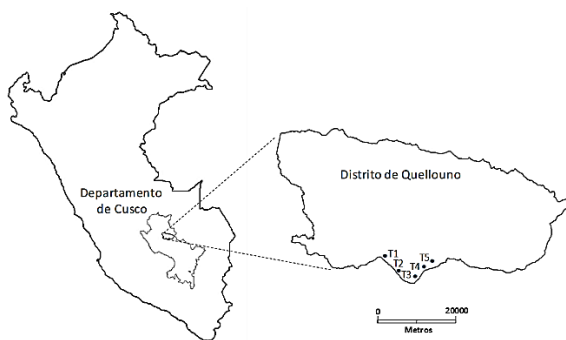 Departamento
de Cusco
Distrito de Quellouno
T1
T2
T3
T4
T5
0 20000
Metros